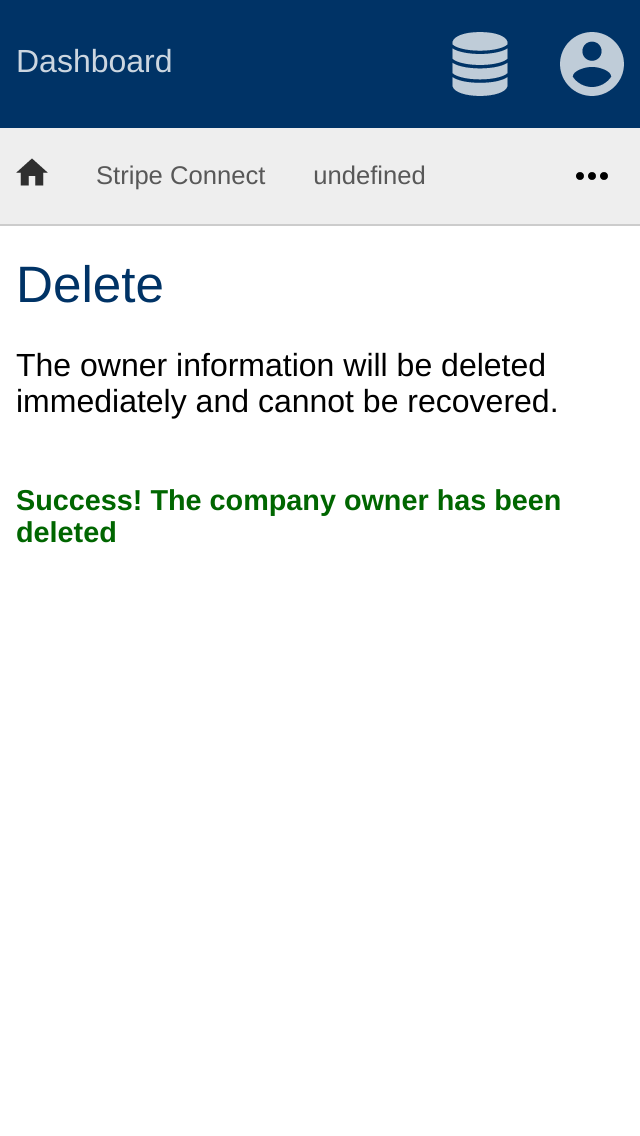 Dashboard
Stripe Connect undefined
Delete
The owner information will be deleted
immediately and cannot be recovered.
Success! The company owner has been
deleted